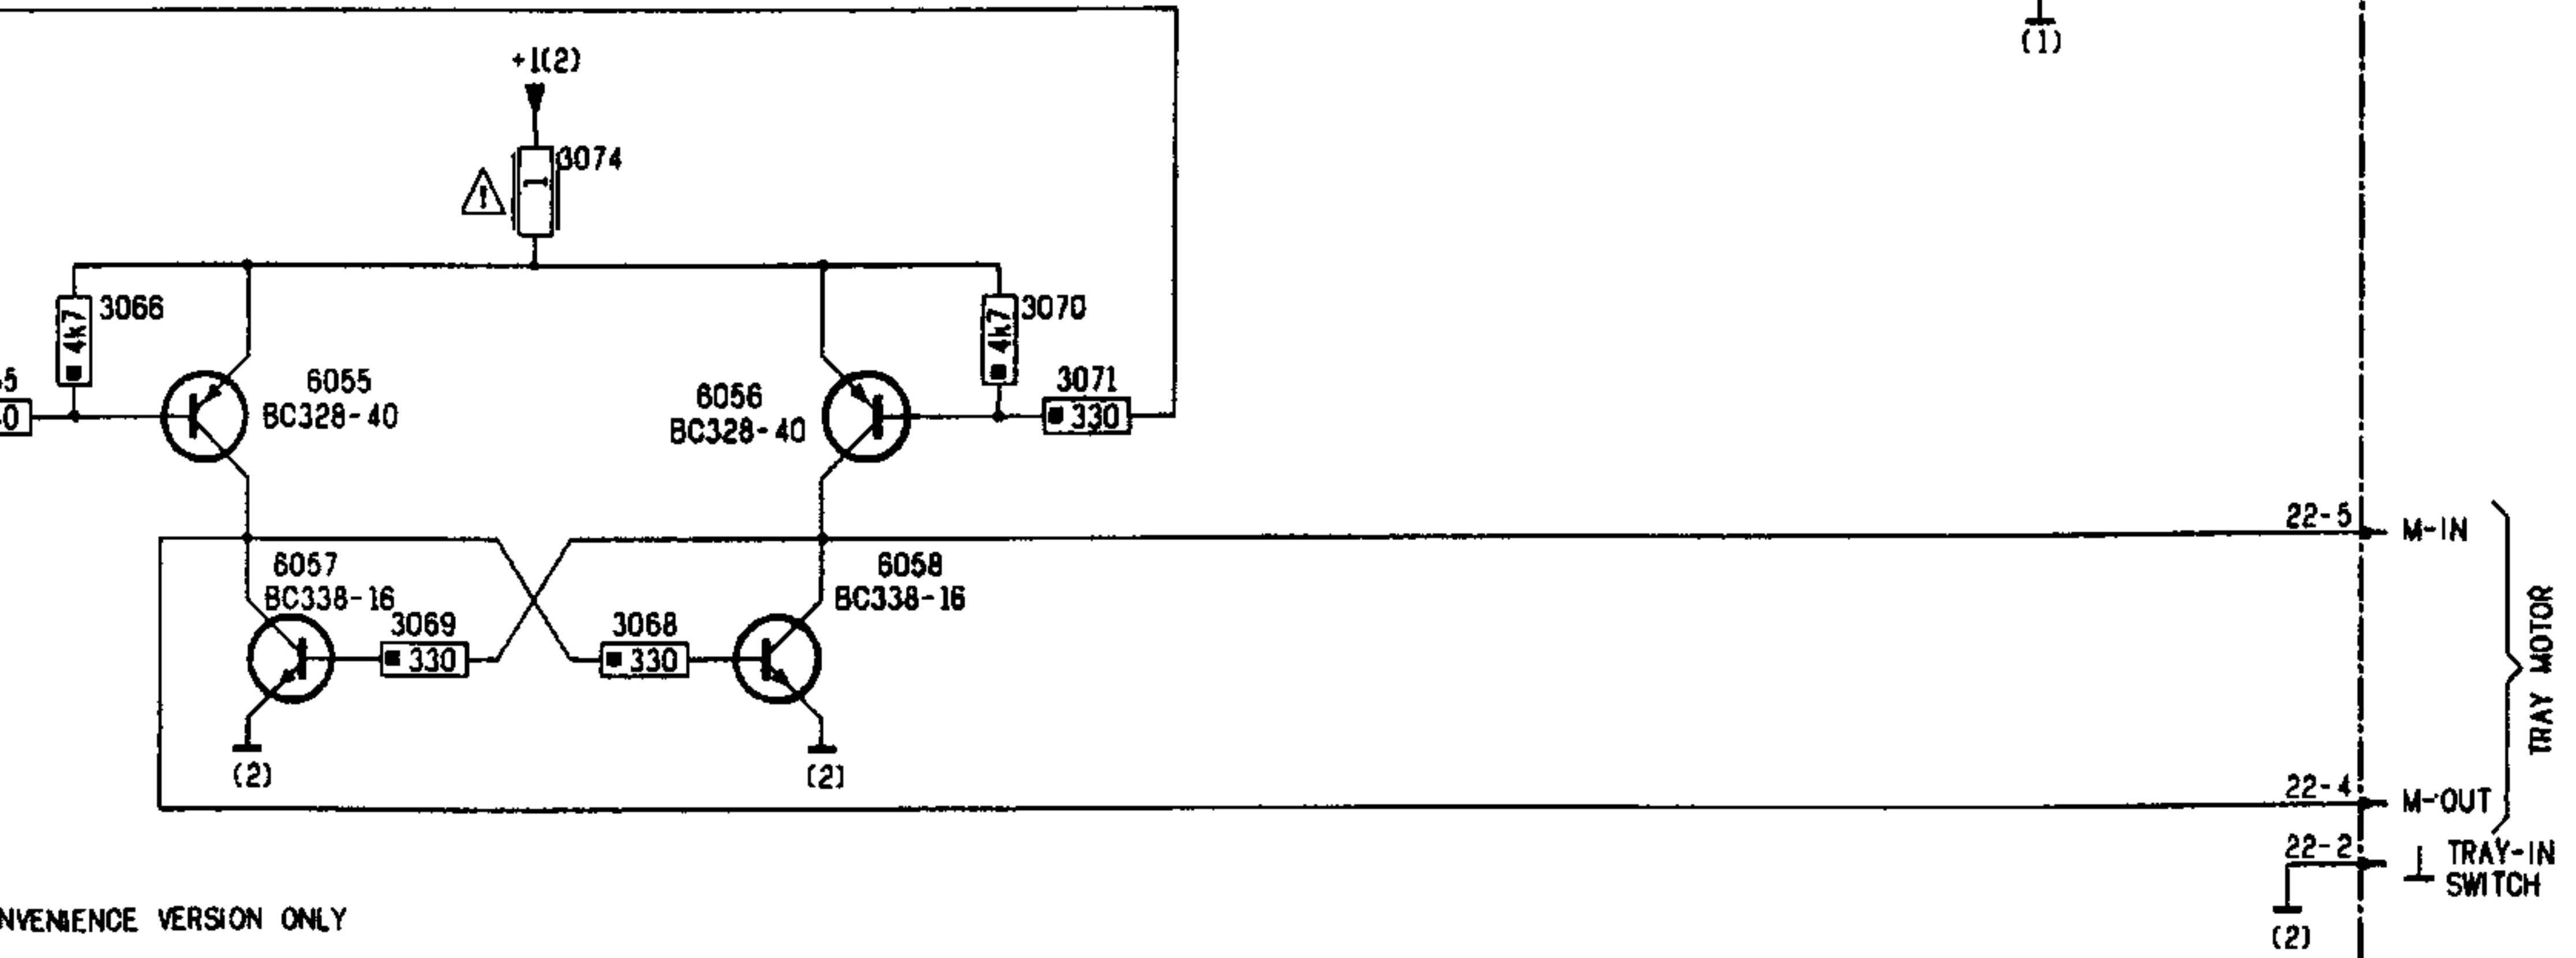 (1)
+1(2)
3074
1
3066
4k7
3070
4k7
3071
330
6055
BC328-40
6056
BC328-40
22-5
M-IN
6057
BC338-16
6058
BC338-16
3069
330
3068
330
TRAY MOTOR
(2)
(2)
22-4
M-OUT
22-2
TRAY-IN
SWITCH
(2)
NVENIENCE VERSION ONLY